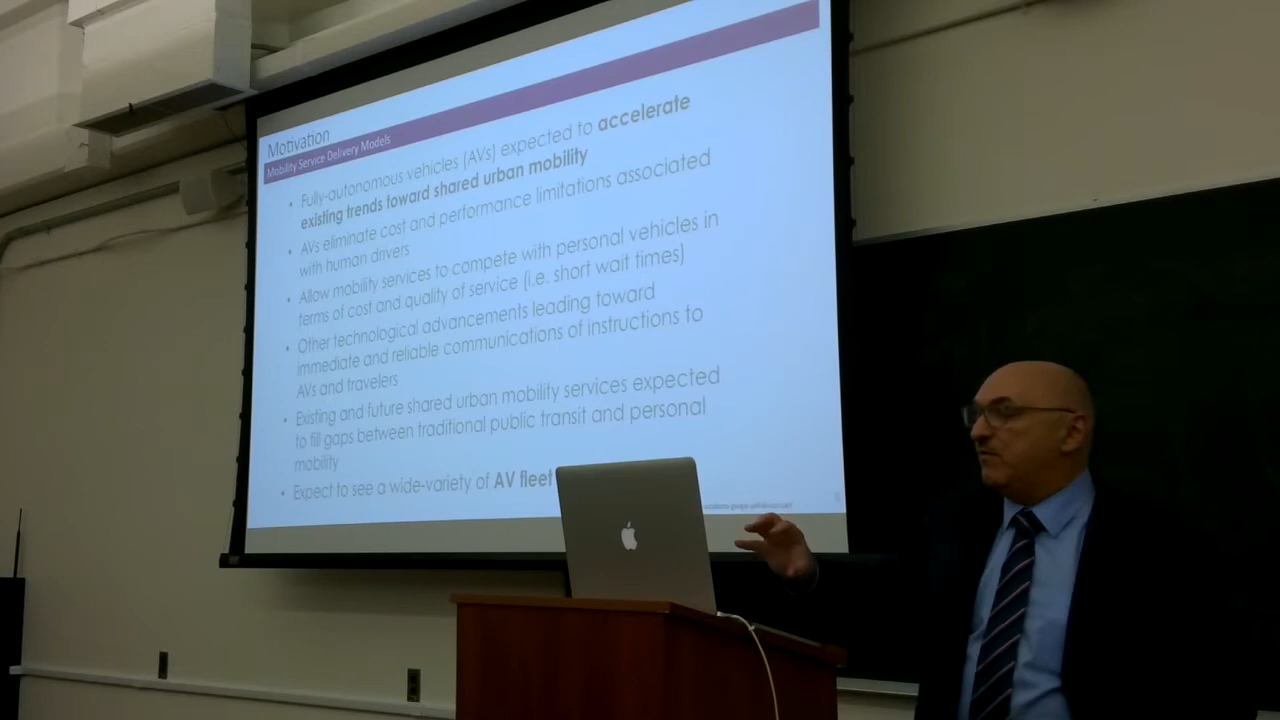 Motivation
Mobility Service Delivery Models
• Fully-autonomous vehicles (AVs) expected to accelerate
existing trends toward shared urban mobility
• AVs eliminate cost and performance limitations associated
with human drivers
• Allow mobility services to compete with personal vehicles in
terms of cost and quality of service (i.e. short wait times)
• Other technological advancements leading toward
immediate and reliable communications of instructions to
AVs and travelers
• Existing and future shared urban mobility services expected
to fill gaps between traditional public transit and personal
mobility
• Expect to see a wide-variety of AV fleet